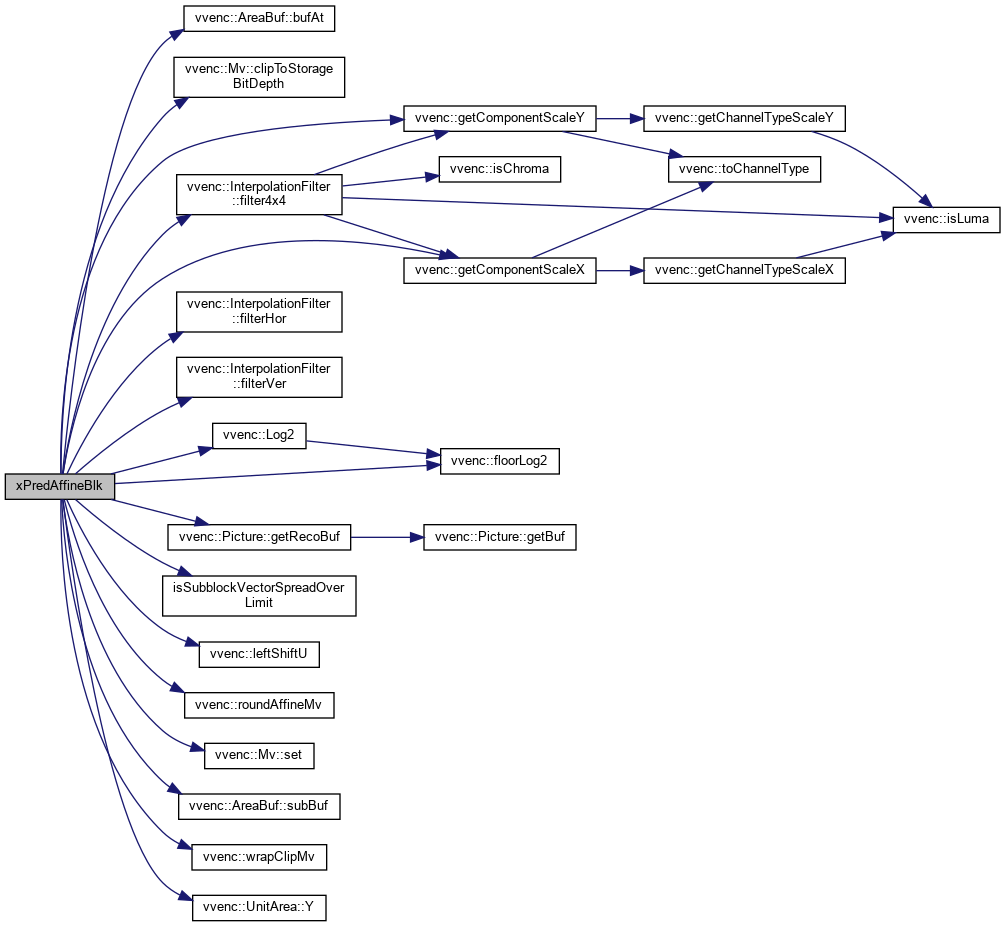 vvenc::AreaBuf::bufAt
vvenc::Mv::clipToStorage
BitDepth
vvenc::getComponentScaleY
vvenc::getChannelTypeScaleY
vvenc::isChroma
vvenc::toChannelType
vvenc::InterpolationFilter
::filter4x4
vvenc::isLuma
vvenc::getComponentScaleX
vvenc::getChannelTypeScaleX
vvenc::InterpolationFilter
::filterHor
vvenc::InterpolationFilter
::filterVer
vvenc::Log2
vvenc::floorLog2
xPredAffineBlk
vvenc::Picture::getRecoBuf
vvenc::Picture::getBuf
isSubblockVectorSpreadOver
Limit
vvenc::leftShiftU
vvenc::roundAffineMv
vvenc::Mv::set
vvenc::AreaBuf::subBuf
vvenc::wrapClipMv
vvenc::UnitArea::Y